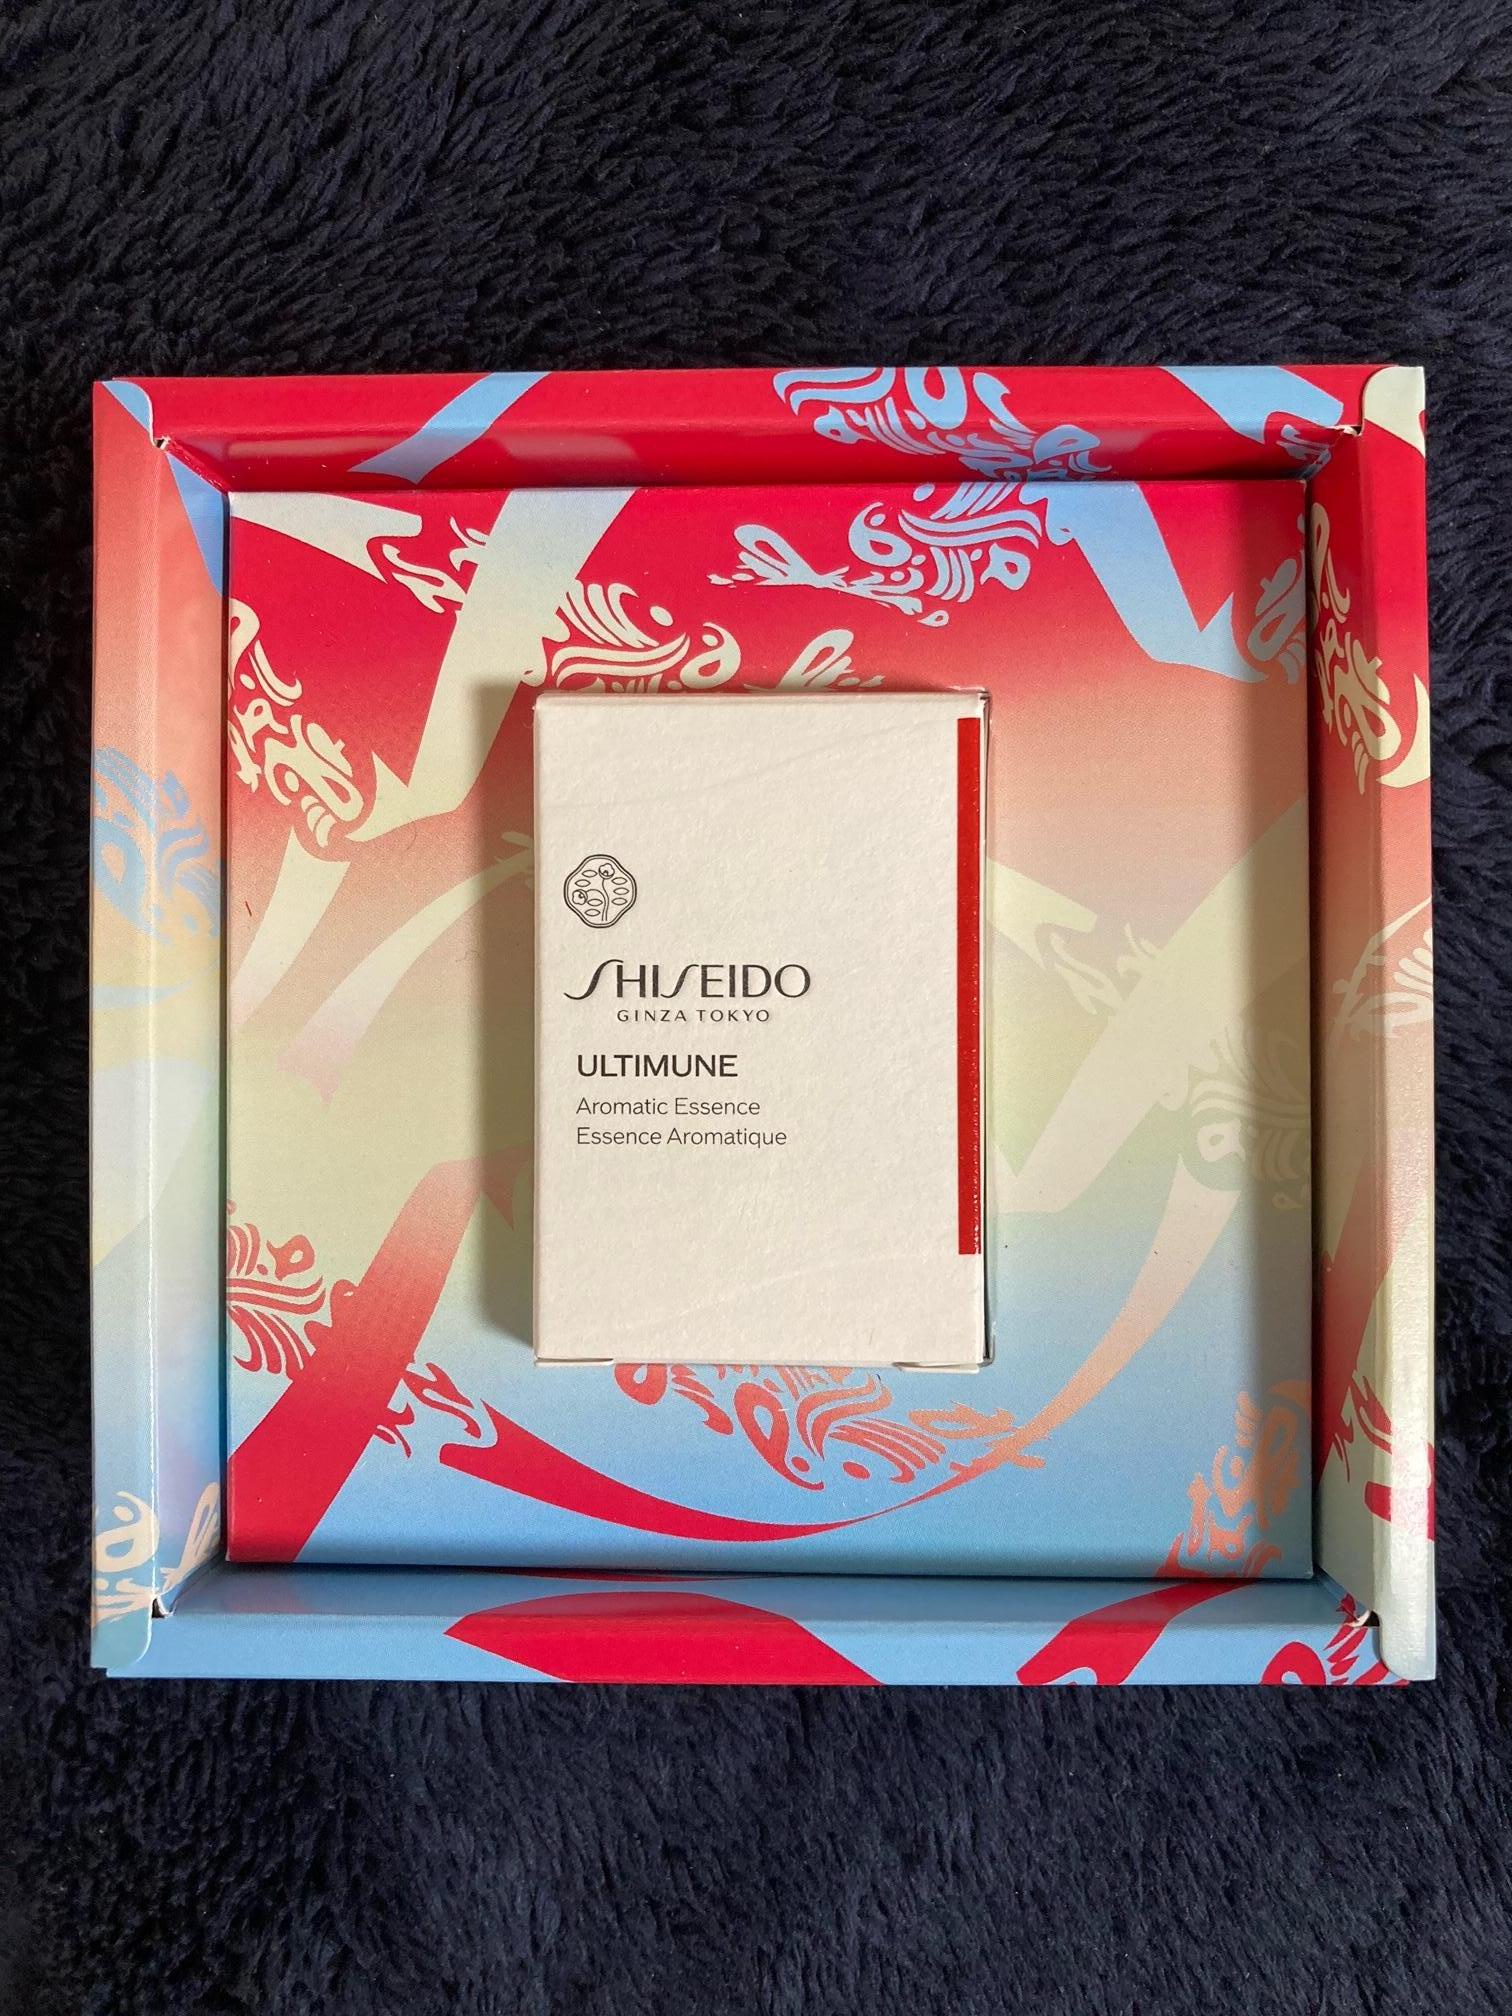 SHISEIDO
GINZA TOKYO
ULTIMUNE
Aromatic Essence
Essence Aromatique